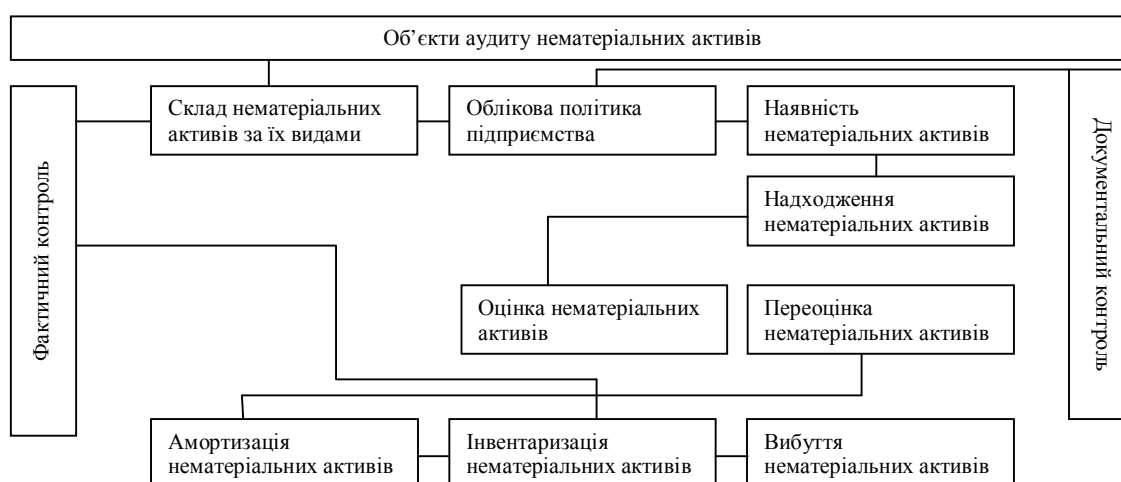 Об’єкти аудиту нематеріальних активів
Фактичний контроль
Склад нематеріальних
активів за їх видами
Облікова політика
підприємства
Наявність
нематеріальних активів
Документальний контроль
Надходження
нематеріальних активів
Оцінка нематеріальних
активів
Переоцінка
нематеріальних активів
Амортизація
нематеріальних активів
Інвентаризація
нематеріальних активів
Вибуття
нематеріальних активів